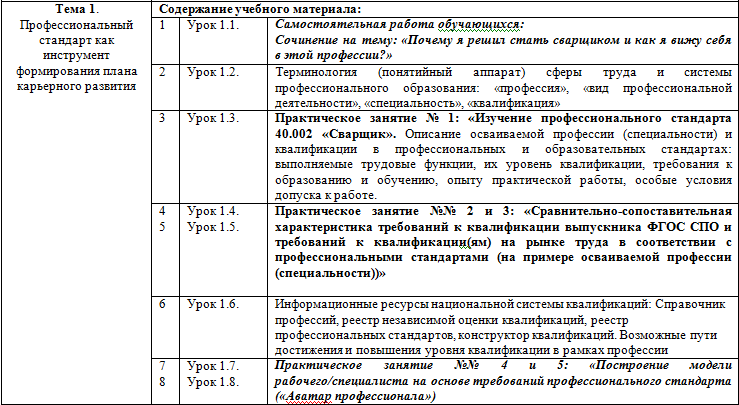 Тема 1.
Профессиональный
стандарт как
инструмент
формирования плана
карьерного развития
Содержание учебного материала:
1 Урок 1.1. Самостоятельная работа обучающихся:
Сочинение на тему: «Почему я решил стать сварщиком и как я вижу себя
в этой профессии?»
2 Урок 1.2. Терминология (понятийный аппарат) сферы труда и системы
профессионального образования: «профессия», «вид профессиональной
деятельности», «специальность», «квалификация»
3 Урок 1.3. Практическое занятие № 1: «Изучение профессионального стандарта
40.002 «Сварщик». Описание осваиваемой профессии (специальности) и
квалификации в профессиональных и образовательных стандартах:
выполняемые трудовые функции, их уровень квалификации, требования к
образованию и обучению, опыту практической работы, особые условия
допуска к работе.
4 Урок 1.4. Практическое занятие №№ 2 и 3: «Сравнительно-сопоставительная
5 Урок 1.5. характеристика требований к квалификации выпускника ФГОС СПО и
требований к квалификации(ям) на рынке труда в соответствии с
профессиональными стандартами (на примере осваиваемой профессии
(специальности))»
6 Урок 1.6. Информационные ресурсы национальной системы квалификаций: Справочник
профессий, реестр независимой оценки квалификаций, реестр
профессиональных стандартов, конструктор квалификаций. Возможные пути
достижения и повышения уровня квалификации в рамках профессии
7 Урок 1.7. Практическое занятие №№ 4 и 5: «Построение модели
8 Урок 1.8. рабочего/специалиста на основе требований профессионального стандарта
(«Аватар профессионала»)